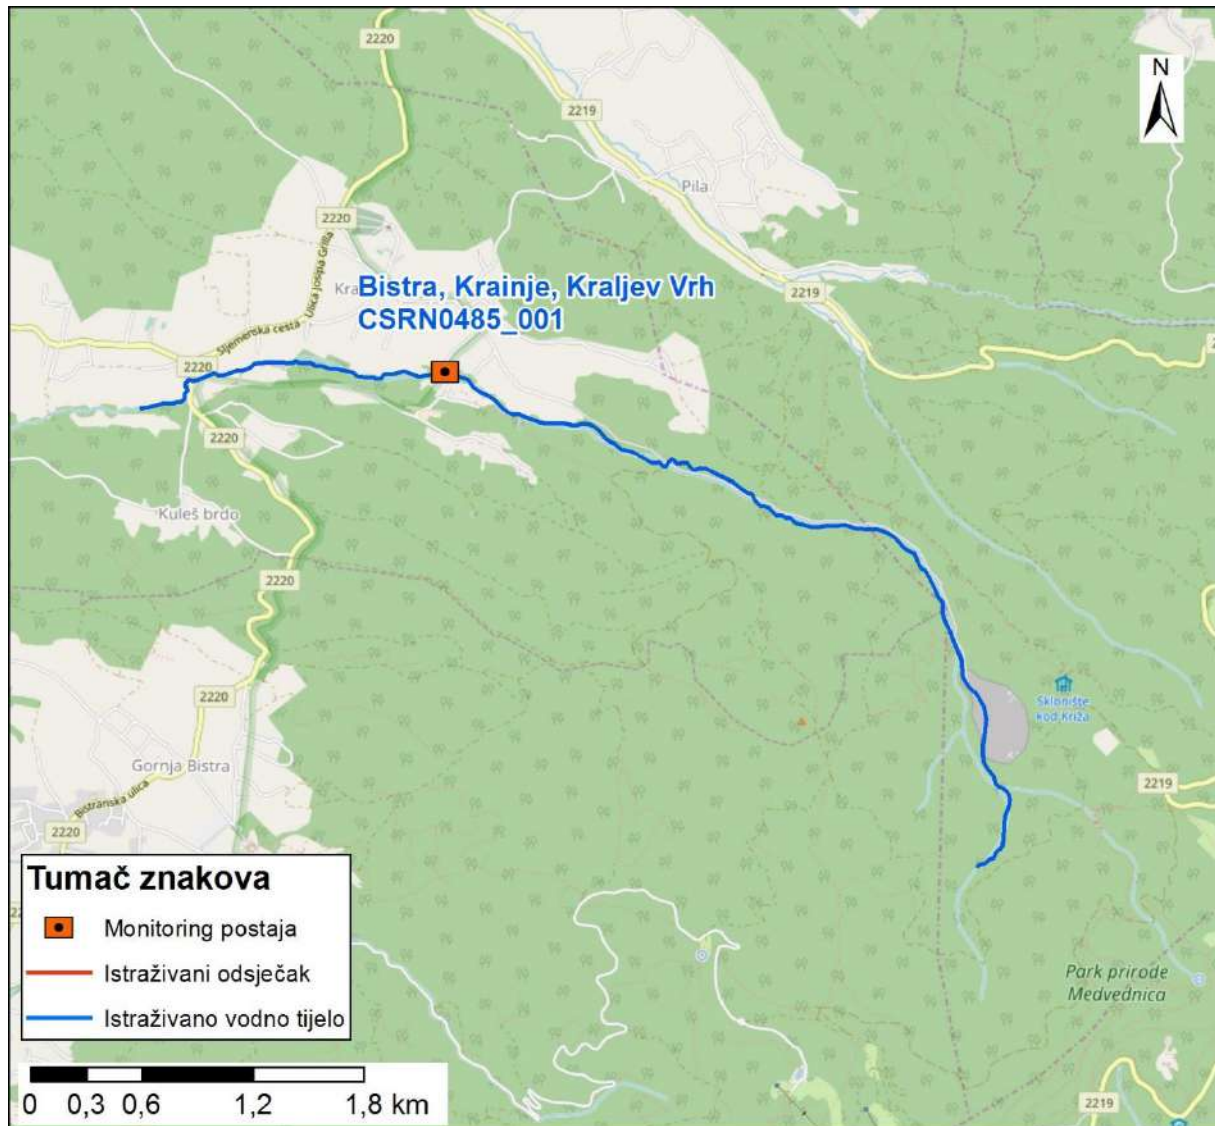 2220
N
2219
Pila
2220
Ulica Josipa Grilla
Bistra, Krainje, Kraljev Vrh
CSRN0485_001
Kra
2219
Sljemenska cesta
2220
2220
Kuleš brdo
2220
Sklonište
kod Križa
2220
Gornja Bistra
2219
Bistranska ulica
2220
Park prirode
Medvednica
2219
Tumač znakova
Monitoring postaja
Istraživani odsječak
Istraživano vodno tijelo
0 0,3 0,6 1,2 1,8 km